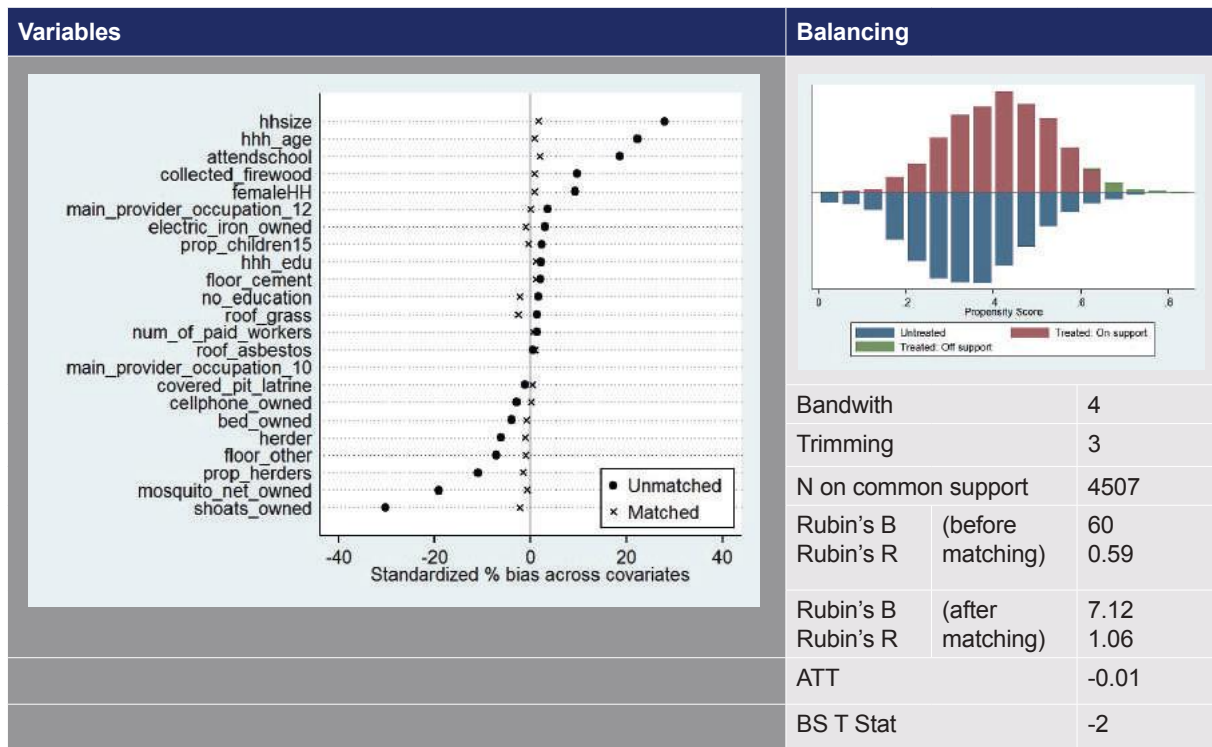 Variables
Balancing
hhsize
hhh_age
attendschool
collected_firewood
femaleHH
main_provider_occupation_12
electric_iron_owned
prop_children15
hhh_edu
floor_cement
no_education
roof_grass
num_of_paid_workers
roof_asbestos
main_provider_occupation_10
covered_pit_latrine
cellphone_owned
bed_owned
herder
floor_other
prop_herders
mosquito_net_owned
shoats_owned
Unmatched
Matched
-40 -20 0 20 40
Standardized % bias across covariates
0 .2 .4 .6 .8
Propensity Score
Untreated Treated: On support
Treated: Off support
Bandwith 4
Trimming 3
N on common support 4507
Rubin's B (before 60
Rubin's R matching) 0.59
Rubin's B (after 7.12
Rubin's R matching) 1.06
ATT -0.01
BS T Stat -2